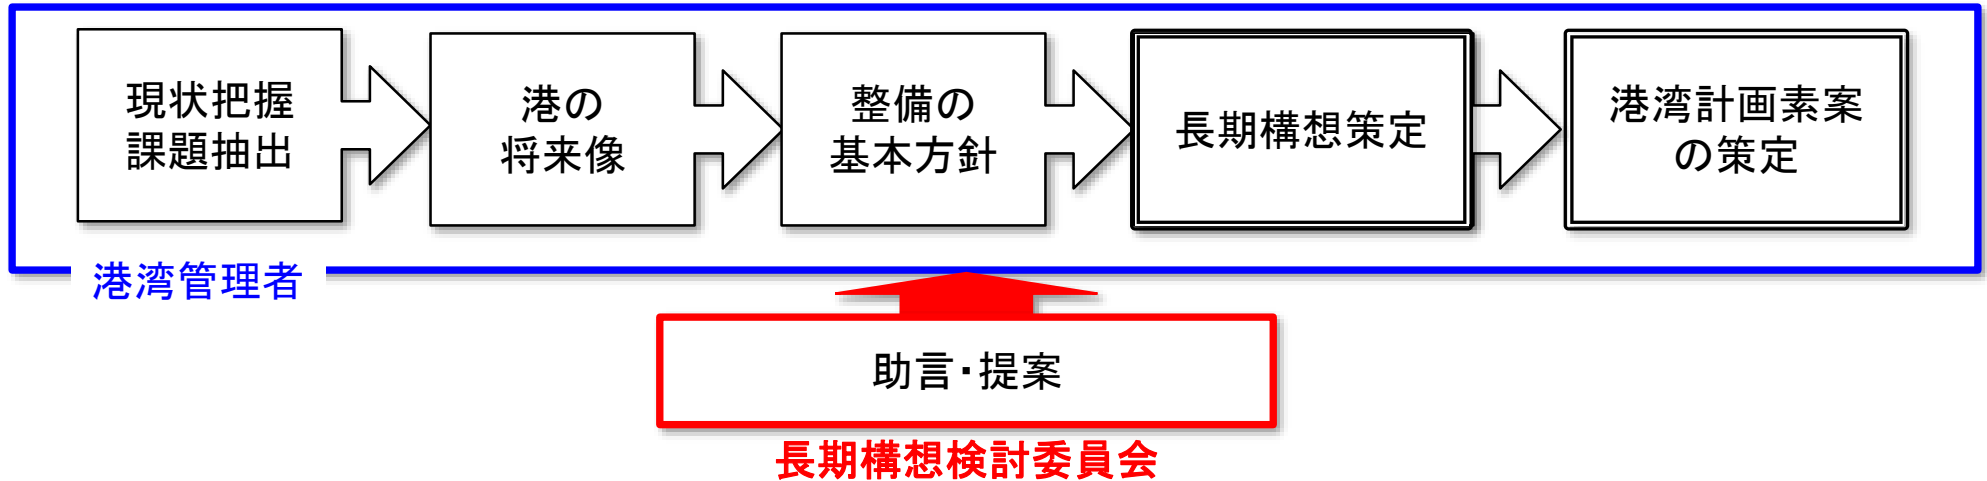 現状把握
課題抽出
港の
将来像
整備の
基本方針
長期構想策定
港湾計画素案
の策定
港湾管理者
助言・提案
長期構想検討委員会